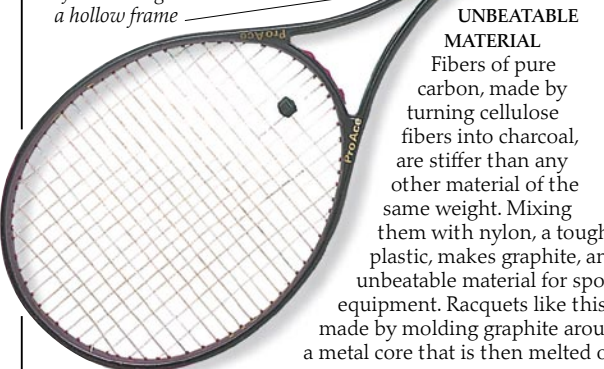 a hollow frame
ProAce
ProAce
UNBEATABLE
MATERIAL
Fibers of pure
carbon, made by
turning cellulose
fibers into charcoal,
are stiffer than any
other material of the
same weight. Mixing
them with nylon, a tough
plastic, makes graphite, an
unbeatable material for spo
equipment. Racquets like this
made by molding graphite arou
a metal core that is then melted o